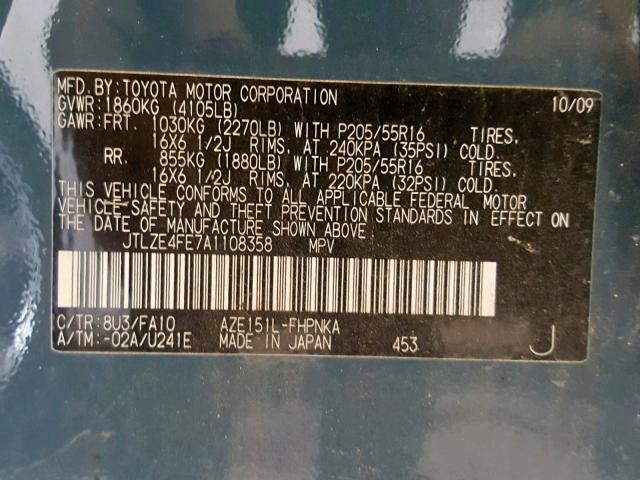 MFD.BY:TOYOTA MOTOR CORPORATION 10/09
GVWR:1860KG (4105LB)
GAWR:FRT. 1030KG (2270LB) WITH P205/55R16 TIRES.
16X6 1/2J RIMS, AT 240KPA (35PSI) COLD.
RR. 855KG (1880LB) WITH P205/55R16 TIRES.
16X6 1/2J RIMS, AT 220KPA (32PSI) COLD.
THIS VEHICLE CONFORMS TO ALL APPLICABLE FEDERAL MOTOR
VEHICLE SAFETY AND THEFT PREVENTION STANDARDS IN EFFECT ON
THE DATE OF MANUFACTURE SHOWN ABOVE.
JTLZE4FE7A1108358 MPV
C/TR:8U3/FA10 AZE151L-FHPNKA
A/TM:-02A/U241E MADE IN JAPAN 453 J